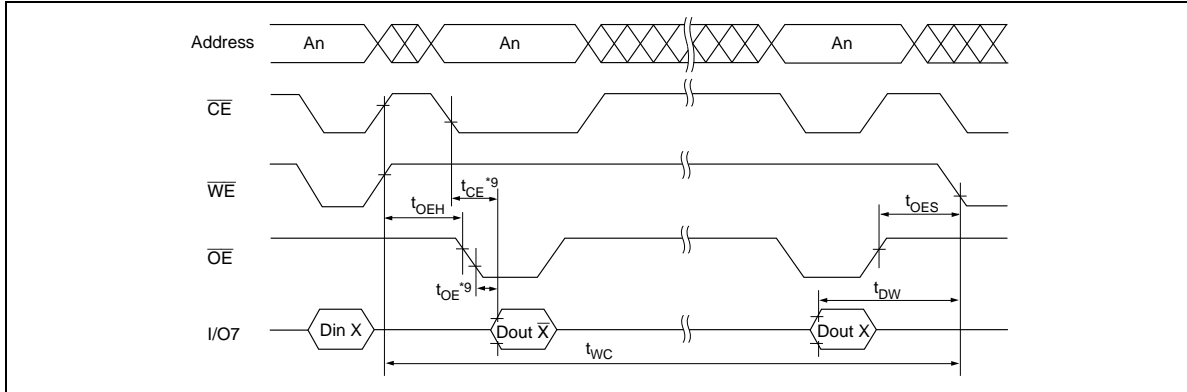 Address An An An
CE
WE
tCE*9
tOEH
tOES
OE
tOE*9
tDW
I/O7 Din X Dout X̅ Dout X
tWC